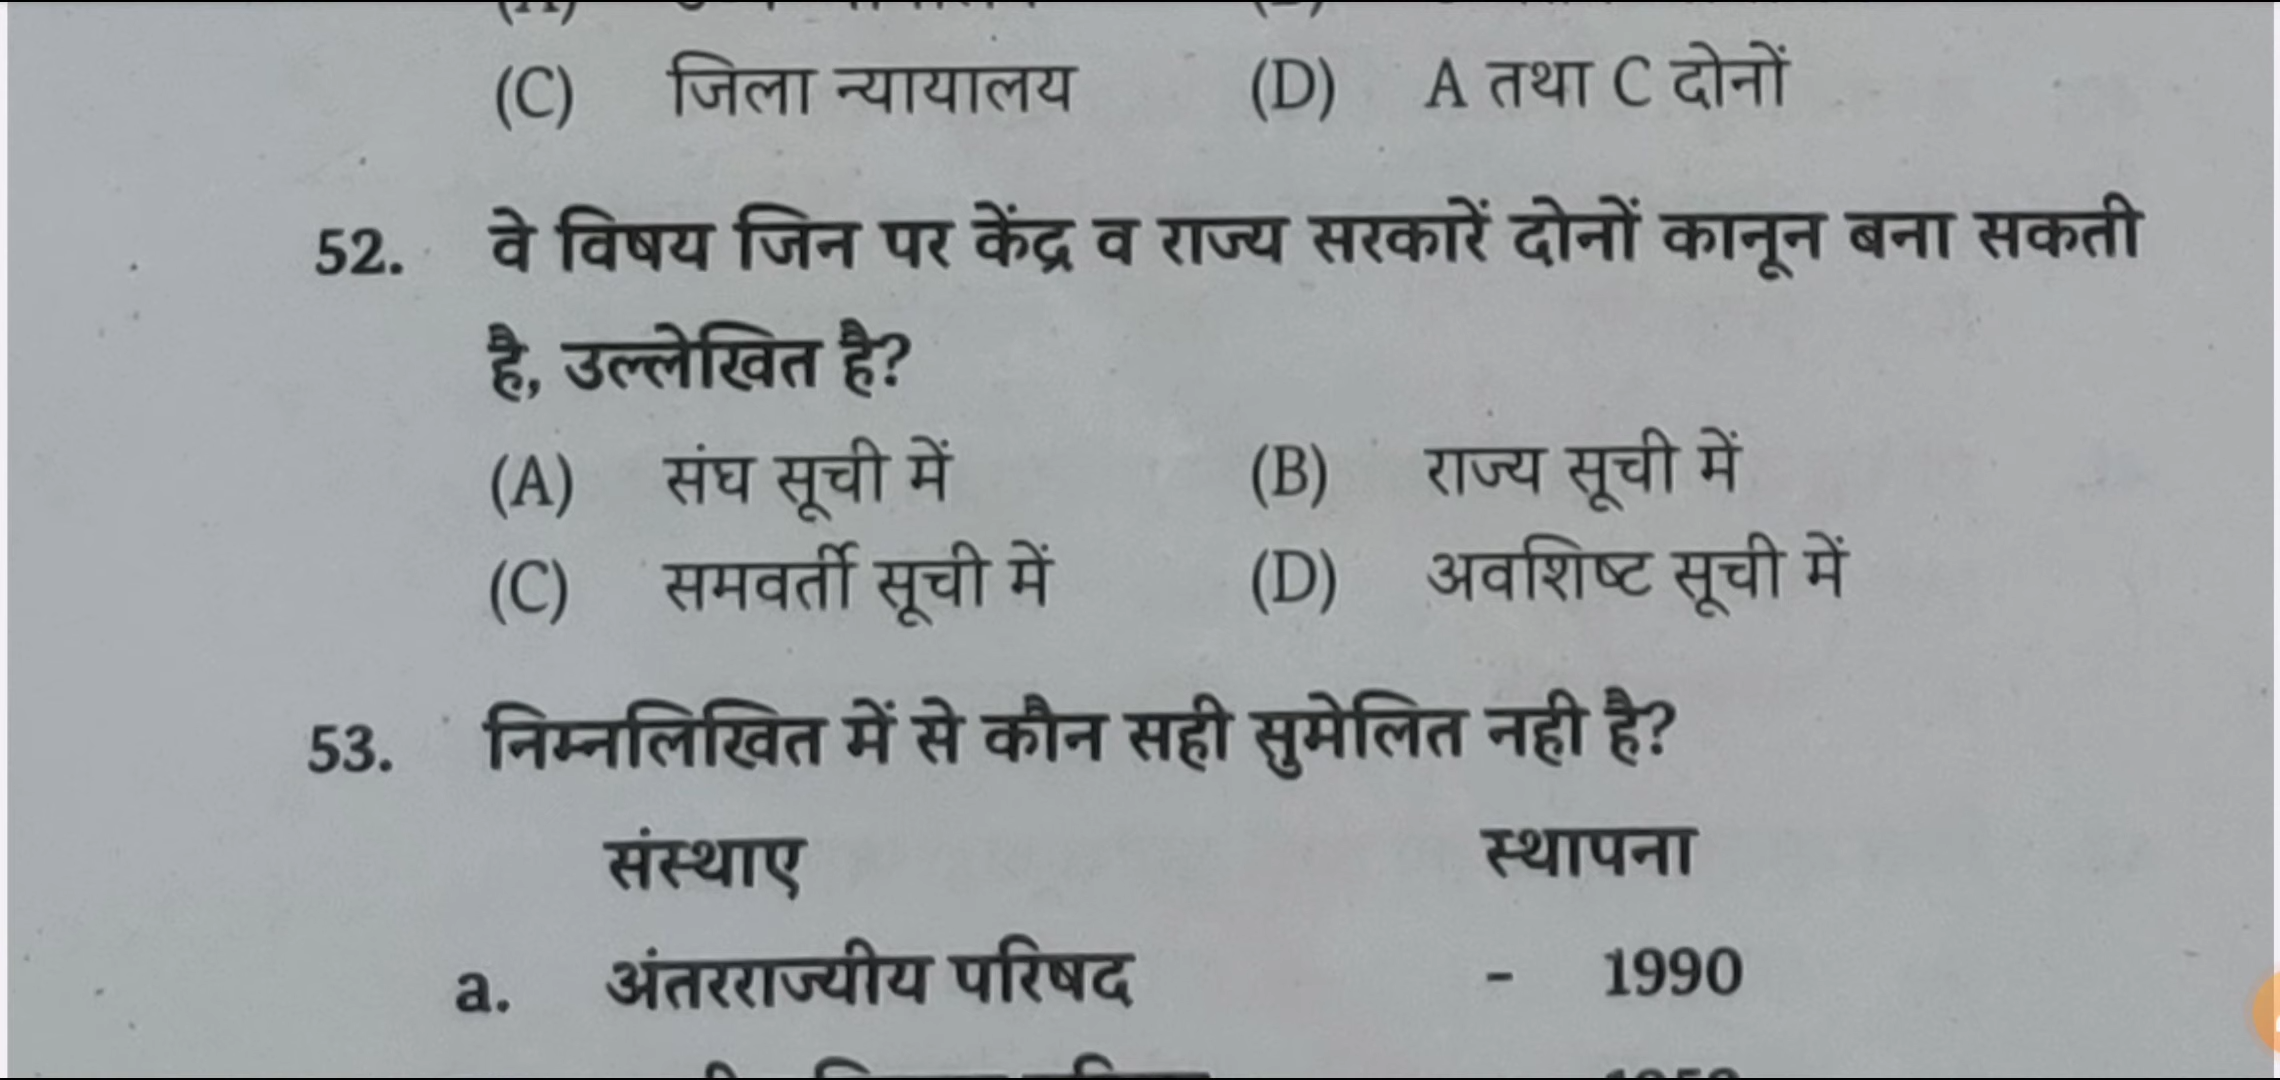 (C) जिला न्यायालय (D) A तथा C दोनों
52. वे विषय जिन पर केंद्र व राज्य सरकारें दोनों कानून बना सकती
है, उल्लेखित है?
(A) संघ सूची में (B) राज्य सूची में
(C) समवर्ती सूची में (D) अवशिष्ट सूची में
53. निम्नलिखित में से कौन सही सुमेलित नही है?
संस्थाए स्थापना
a. अंतरराज्यीय परिषद - 1990